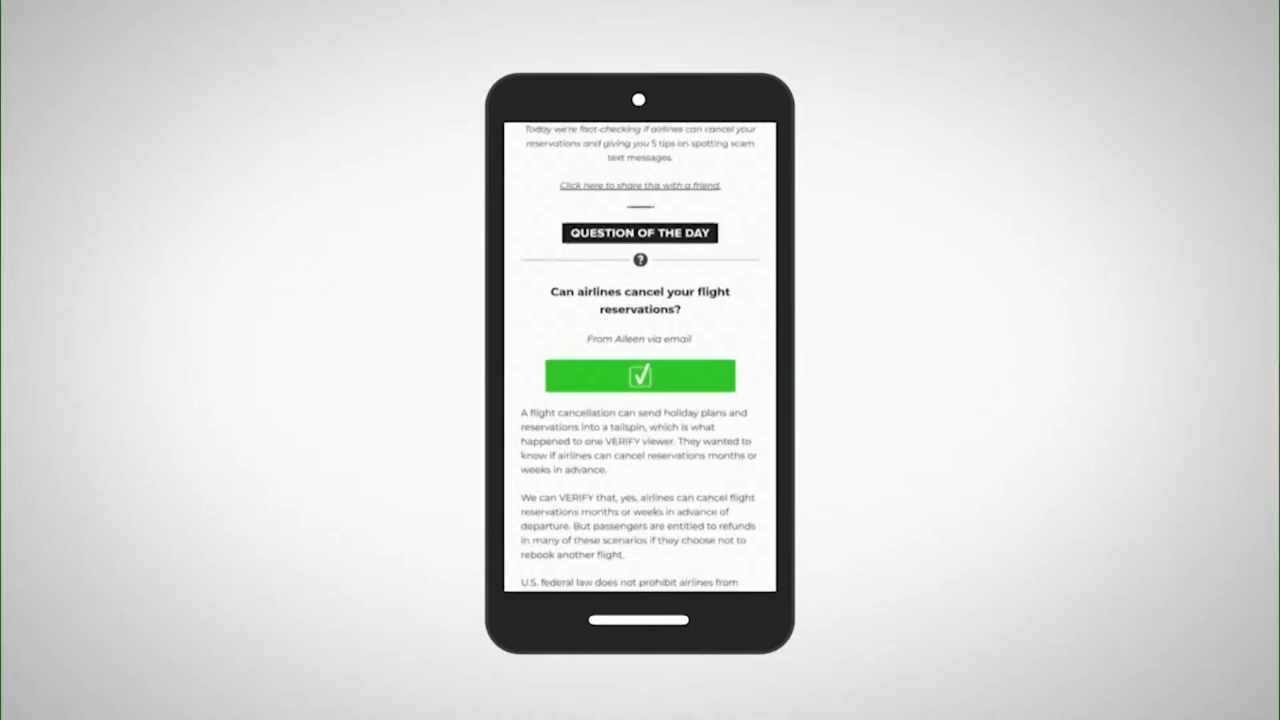 Today we're fact-checking if airlines can cancel your
reservations and giving you 5 tips on spotting scam
text messages.
Click here to share this with a friend.
QUESTION OF THE DAY
?
Can airlines cancel your flight
reservations?
From Aileen via email
A flight cancellation can send holiday plans and
reservations into a tailspin, which is what
happened to one VERIFY viewer. They wanted to
know if airlines can cancel reservations months or
weeks in advance.
We can VERIFY that, yes, airlines can cancel flight
reservations months or weeks in advance of
departure. But passengers are entitled to refunds
in many of these scenarios if they choose not to
rebook another flight.
U.S. federal law does not prohibit airlines from